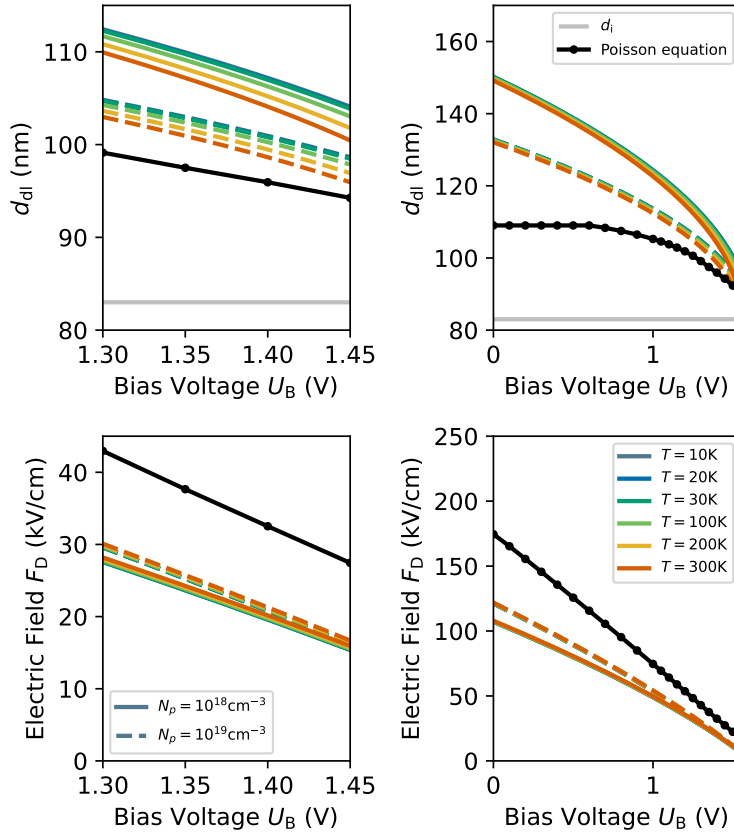 110
100
90
80
d_dl (nm)
1.30 1.35 1.40 1.45
Bias Voltage U_B (V)
160
140
120
100
80
d_dl (nm)
d_i
Poisson equation
0 1
Bias Voltage U_B (V)
40
30
20
10
0
Electric Field F_D (kV/cm)
N_p = 10^18 cm^−3
N_p = 10^19 cm^−3
1.30 1.35 1.40 1.45
Bias Voltage U_B (V)
250
200
150
100
50
0
Electric Field F_D (kV/cm)
T = 10K
T = 20K
T = 30K
T = 100K
T = 200K
T = 300K
0 1
Bias Voltage U_B (V)